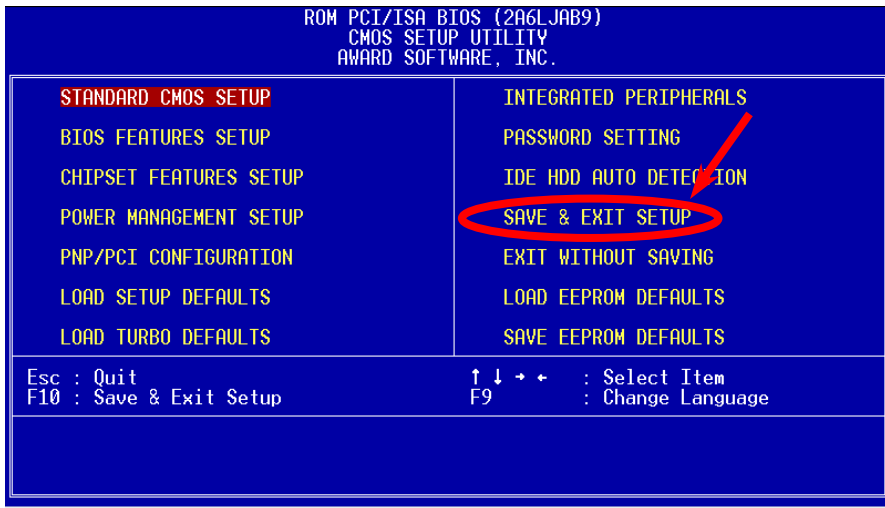 ROM PCI/ISA BIOS (2A6LJAB9)
CMOS SETUP UTILITY
AWARD SOFTWARE, INC.
STANDARD CMOS SETUP
BIOS FEATURES SETUP
CHIPSET FEATURES SETUP
POWER MANAGEMENT SETUP
PNP/PCI CONFIGURATION
LOAD SETUP DEFAULTS
LOAD TURBO DEFAULTS
INTEGRATED PERIPHERALS
PASSWORD SETTING
IDE HDD AUTO DETECTION
SAVE & EXIT SETUP
EXIT WITHOUT SAVING
LOAD EEPROM DEFAULTS
SAVE EEPROM DEFAULTS
Esc : Quit
F10 : Save & Exit Setup
↑ ↓ → ← : Select Item
F9 : Change Language